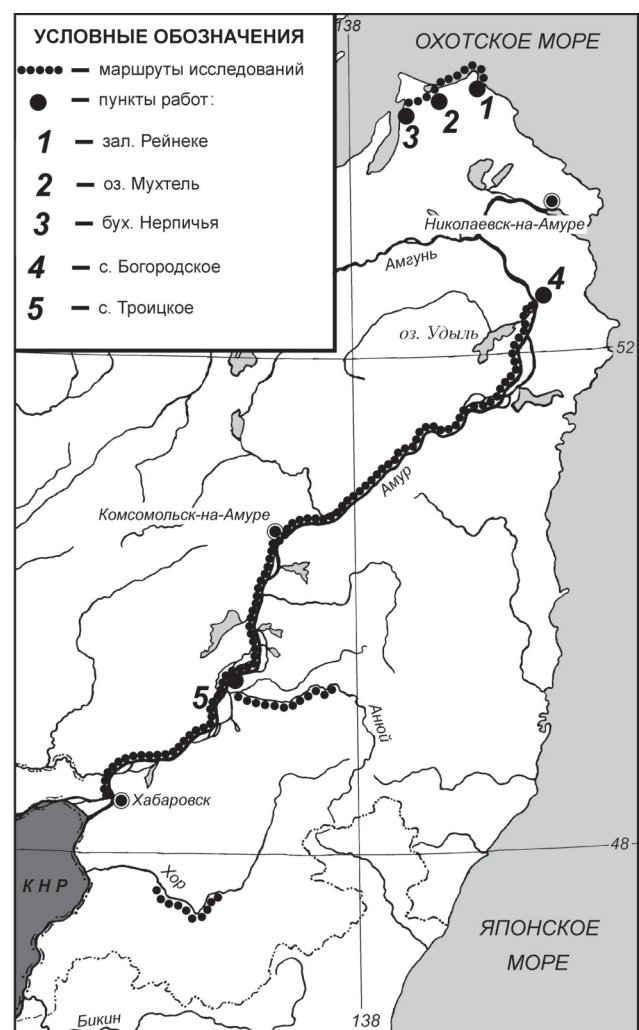 УСЛОВНЫЕ ОБОЗНАЧЕНИЯ
— маршруты исследований
— пункты работ:
1 — зал. Рейнеке
2 — оз. Мухтель
3 — бух. Нерпичья
4 — с. Богородское
5 — с. Троицкое
138
ОХОТСКОЕ МОРЕ
1
2
3
Николаевск-на-Амуре
Амгунь
4
оз. Удыль
52
Амур
Комсомольск-на-Амуре
5
Анюй
Хабаровск
48
КНР
Хор
ЯПОНСКОЕ
МОРЕ
Бикин
138